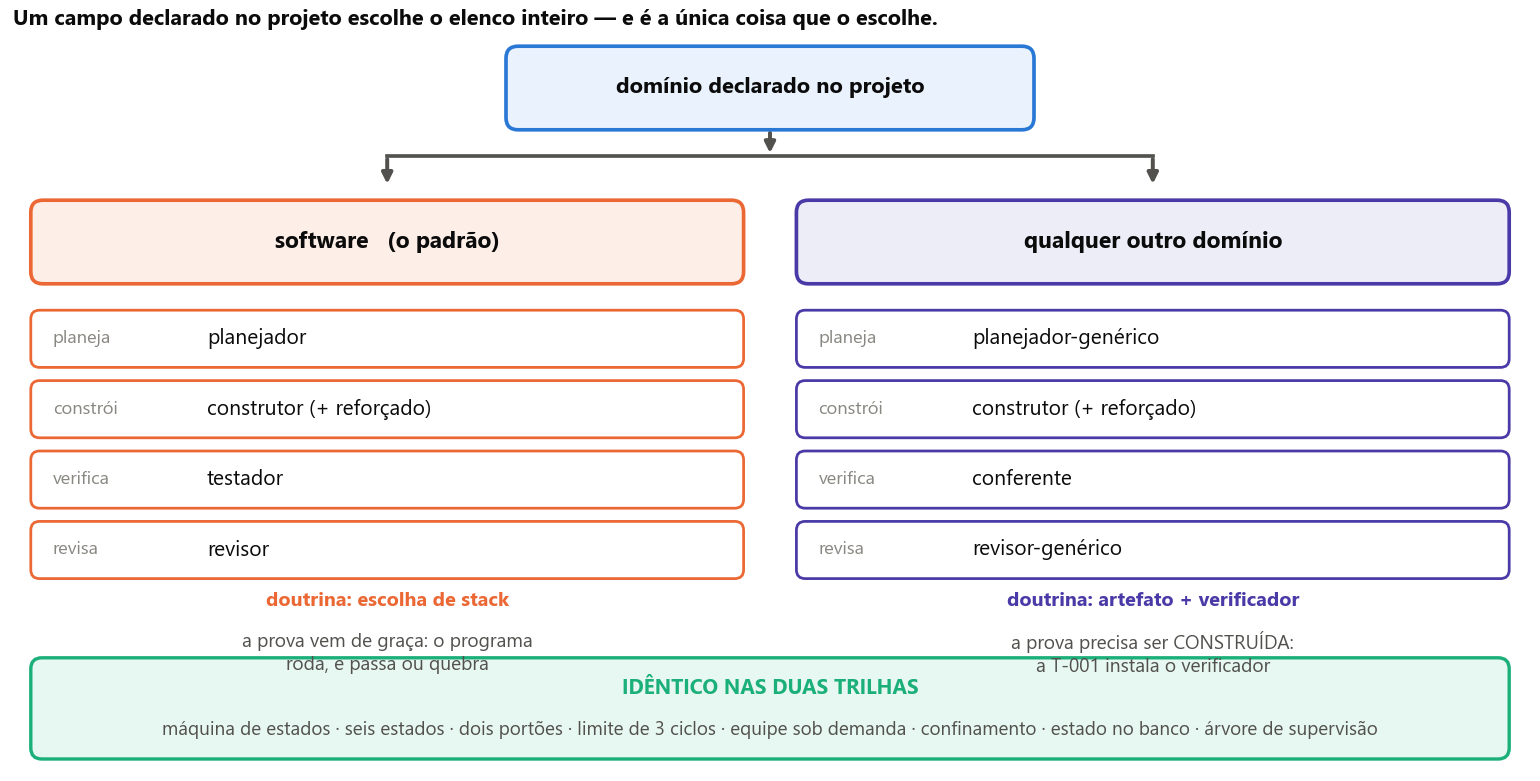 Um campo declarado no projeto escolhe o elenco inteiro — e é a única coisa que o escolhe.
domínio declarado no projeto
software (o padrão)
planeja planejador
constrói construtor (+ reforçado)
verifica testador
revisa revisor
doutrina: escolha de stack
a prova vem de graça: o programa
roda, e passa ou quebra
qualquer outro domínio
planeja planejador-genérico
constrói construtor (+ reforçado)
verifica conferente
revisa revisor-genérico
doutrina: artefato + verificador
a prova precisa ser CONSTRUÍDA:
a T-001 instala o verificador
IDÊNTICO NAS DUAS TRILHAS
máquina de estados · seis estados · dois portões · limite de 3 ciclos · equipe sob demanda · confinamento · estado no banco · árvore de supervisão